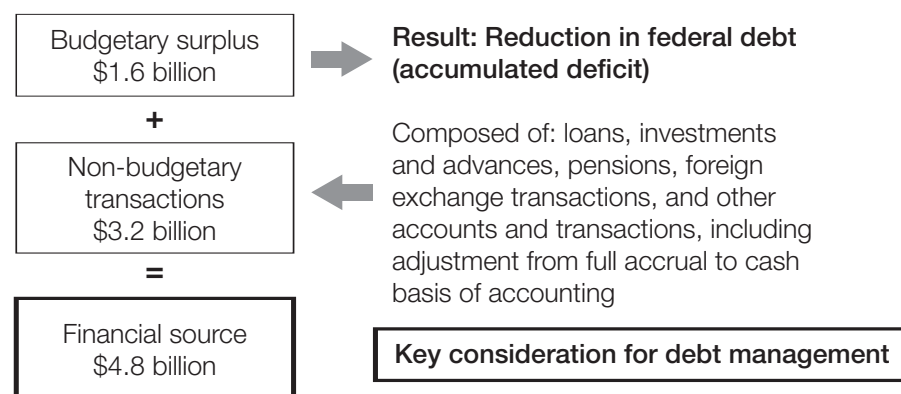 Budgetary surplus
$1.6 billion
Result: Reduction in federal debt
(accumulated deficit)
+
Non-budgetary
transactions
$3.2 billion
Composed of: loans, investments
and advances, pensions, foreign
exchange transactions, and other
accounts and transactions, including
adjustment from full accrual to cash
basis of accounting
=
Financial source
$4.8 billion
Key consideration for debt management